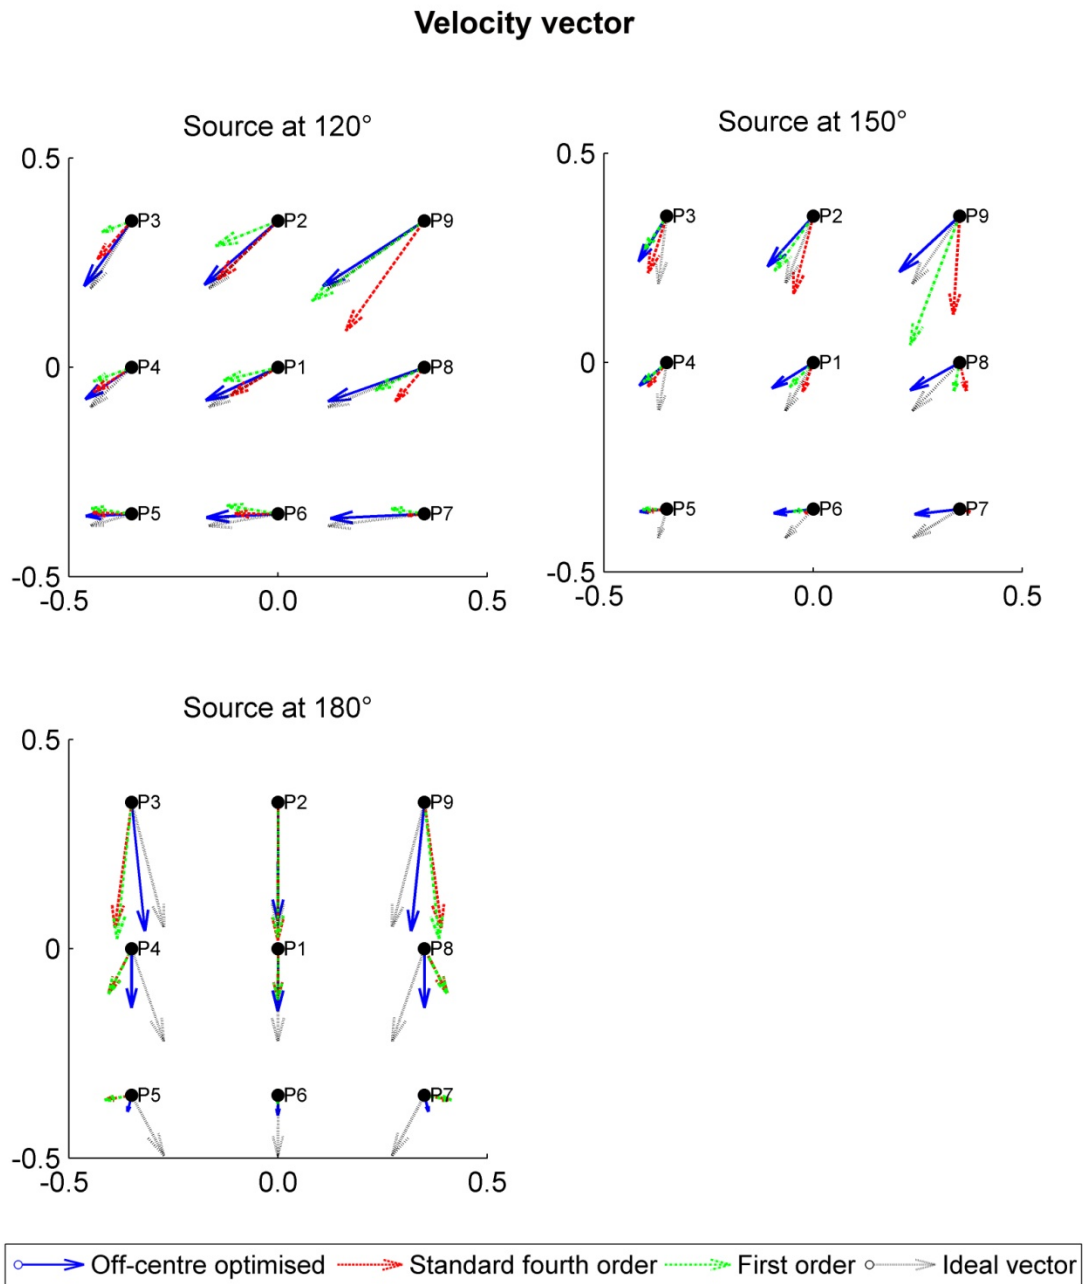 Velocity vector
Source at 120°
0.5
P3 P2 P9
0 P4 P1 P8
P5 P6 P7
-0.5
-0.5 0.0 0.5
Source at 150°
0.5
P3 P2 P9
0 P4 P1 P8
P5 P6 P7
-0.5
-0.5 0.0 0.5
Source at 180°
0.5
P3 P2 P9
0 P4 P1 P8
P5 P6 P7
-0.5
-0.5 0.0 0.5
Off-centre optimised Standard fourth order First order Ideal vector